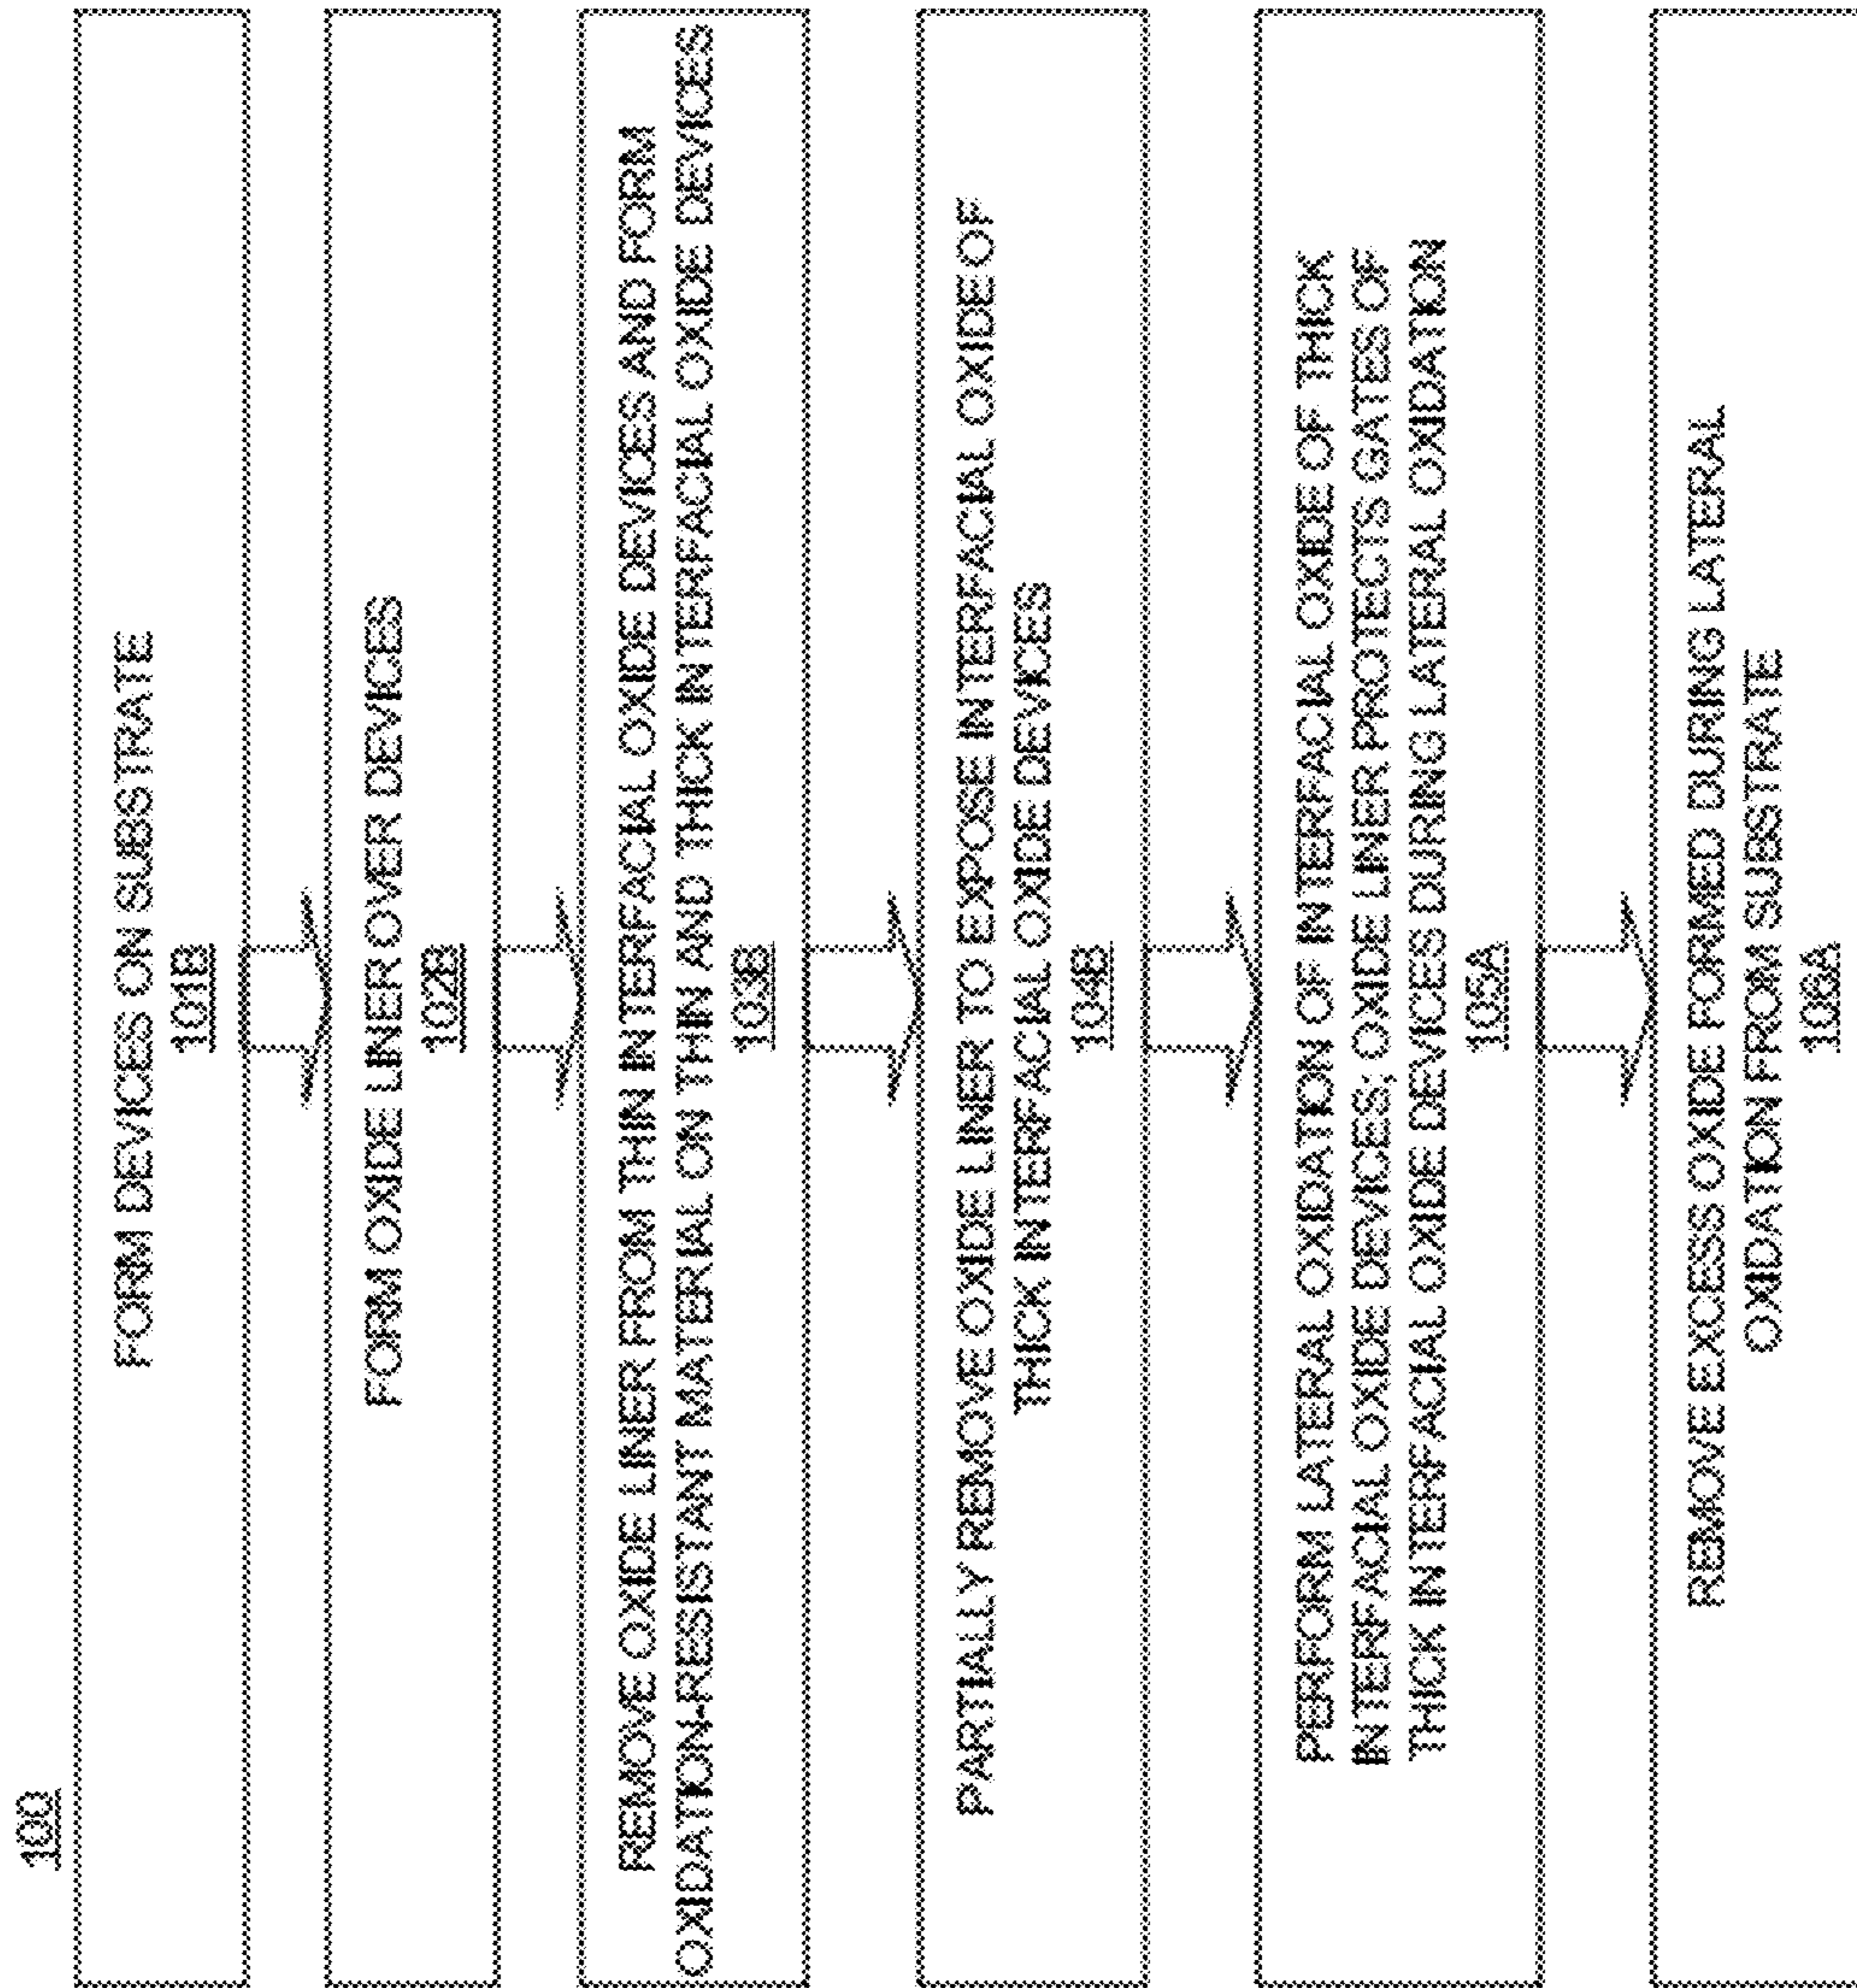 100
FORM DEVICES ON SUBSTRATE
101B
FORM OXIDE LINER OVER DEVICES
102B
REMOVE OXIDE LINER FROM THIN INTERFACIAL OXIDE DEVICES AND FORM
OXIDATION-RESISTANT MATERIAL ON THIN AND THICK INTERFACIAL OXIDE DEVICES
103B
PARTIALLY REMOVE OXIDE LINER TO EXPOSE INTERFACIAL OXIDE OF
THICK INTERFACIAL OXIDE DEVICES
104B
PERFORM LATERAL OXIDATION OF INTERFACIAL OXIDE OF THICK
INTERFACIAL OXIDE DEVICES; OXIDE LINER PROTECTS GATES OF
THICK INTERFACIAL OXIDE DEVICES DURING LATERAL OXIDATION
105A
REMOVE EXCESS OXIDE FORMED DURING LATERAL
OXIDATION FROM SUBSTRATE
106A